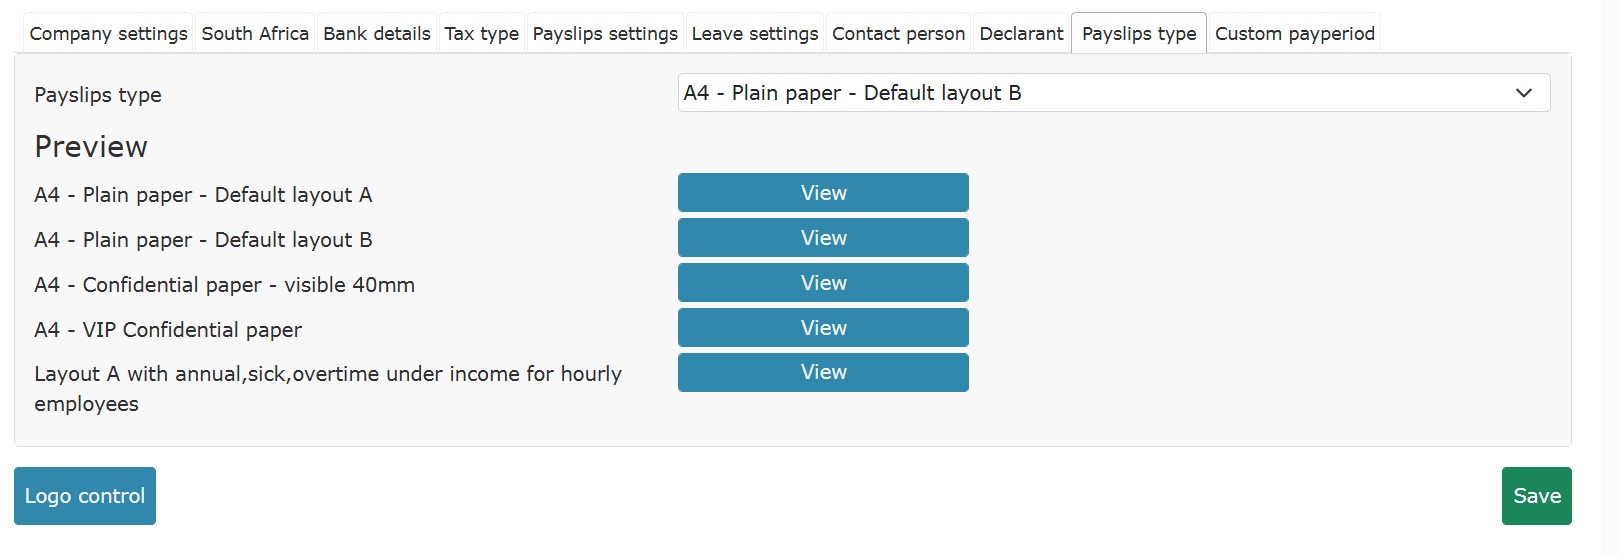 Company settings South Africa Bank details Tax type Payslips settings Leave settings Contact person Declarant Payslips type Custom payperiod
Payslips type A4 - Plain paper - Default layout B
Preview
A4 - Plain paper - Default layout A View
A4 - Plain paper - Default layout B View
A4 - Confidential paper - visible 40mm View
A4 - VIP Confidential paper View
Layout A with annual,sick,overtime under income for hourly View
employees
Logo control Save